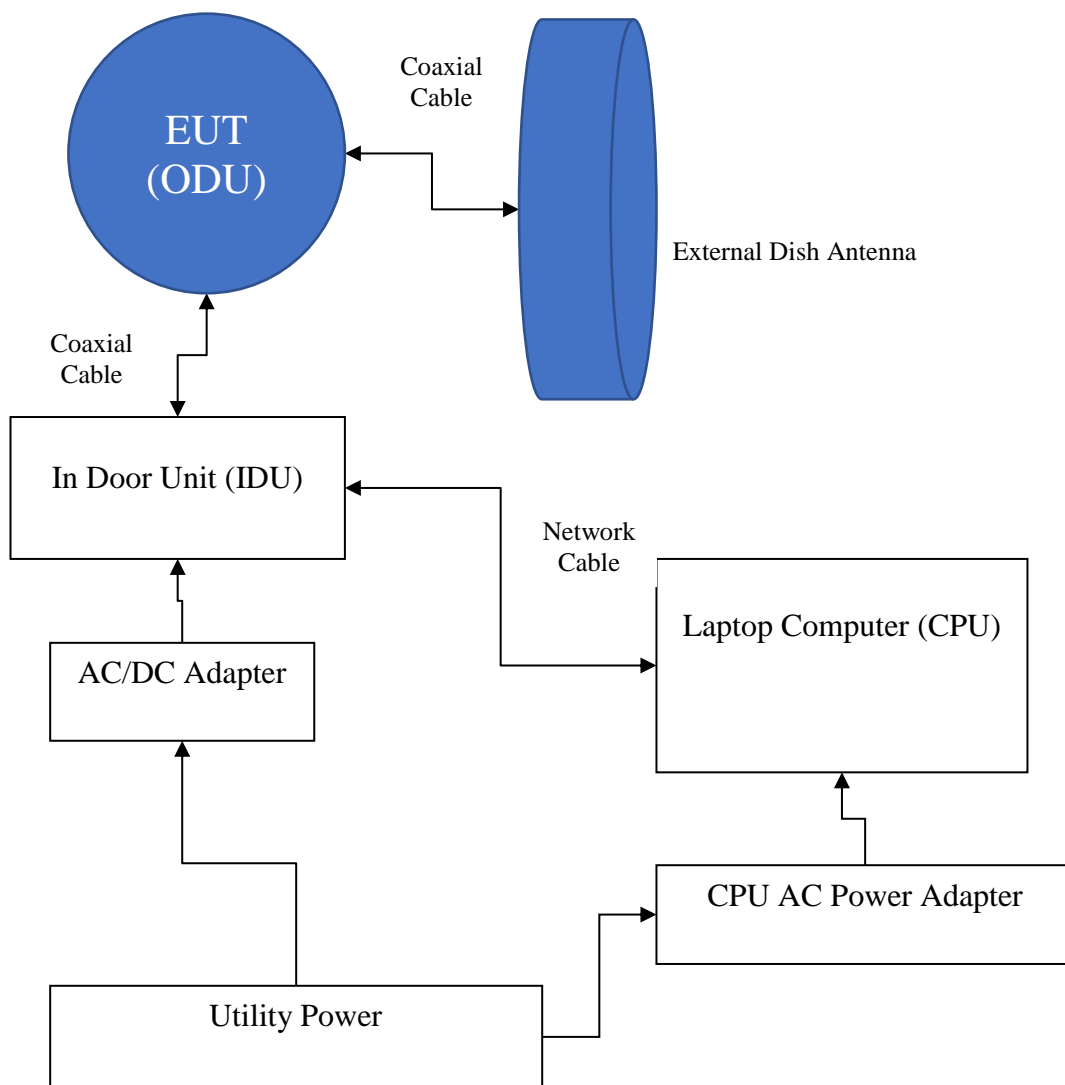 EUT
(ODU)
Coaxial
Cable
External Dish Antenna
Coaxial
Cable
In Door Unit (IDU)
Network
Cable
Laptop Computer (CPU)
AC/DC Adapter
CPU AC Power Adapter
Utility Power